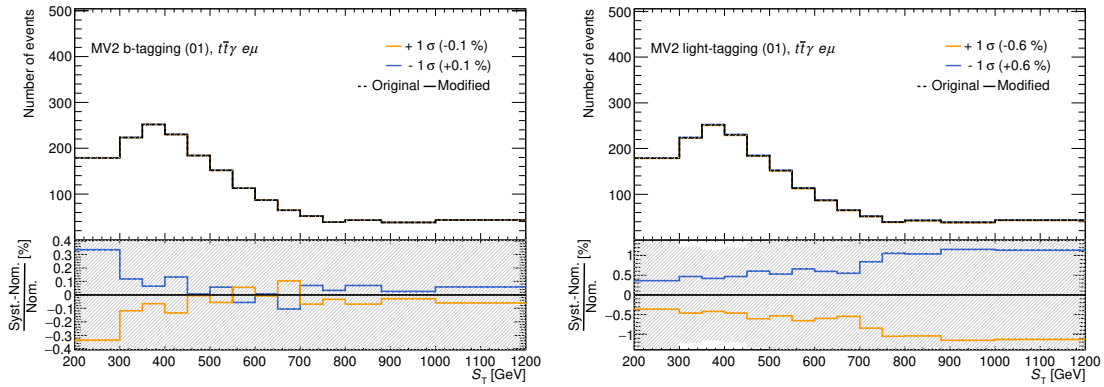 Number of events
500
400
300
200
100
MV2 b-tagging (01), tt̄γ eμ
+ 1 σ (-0.1 %)
- 1 σ (+0.1 %)
Original Modified
Syst.-Nom.
Nom.
[%]
0.4
0.3
0.2
0.1
0
−0.1
−0.2
−0.3
−0.4
200 300 400 500 600 700 800 900 1000 1100 1200
S_T [GeV]
Number of events
500
400
300
200
100
MV2 light-tagging (01), tt̄γ eμ
+ 1 σ (-0.6 %)
- 1 σ (+0.6 %)
Original Modified
Syst.-Nom.
Nom.
[%]
1
0.5
0
−0.5
−1
200 300 400 500 600 700 800 900 1000 1100 1200
S_T [GeV]